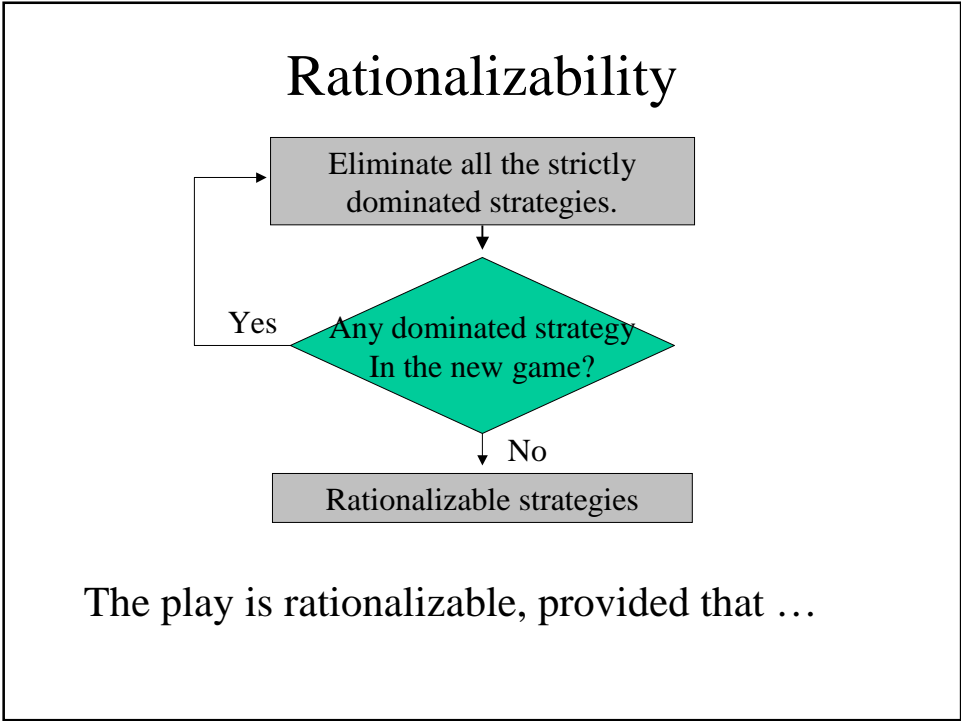 Rationalizability
Eliminate all the strictly
dominated strategies.
Yes
Any dominated strategy
In the new game?
No
Rationalizable strategies
The play is rationalizable, provided that …